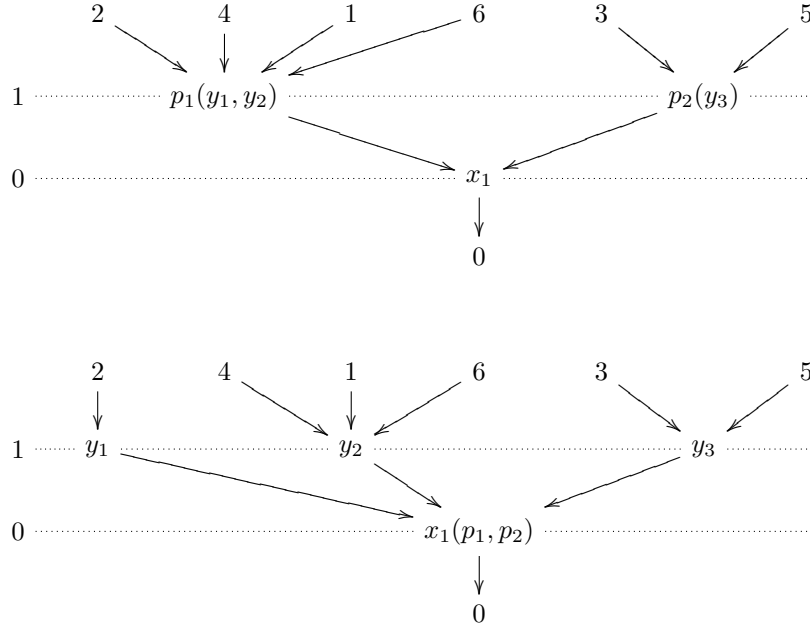 2 4 1 6 3 5
1 p₁(y₁, y₂) p₂(y₃)
0 x₁
0
2 4 1 6 3 5
1 y₁ y₂ y₃
0 x₁(p₁, p₂)
0